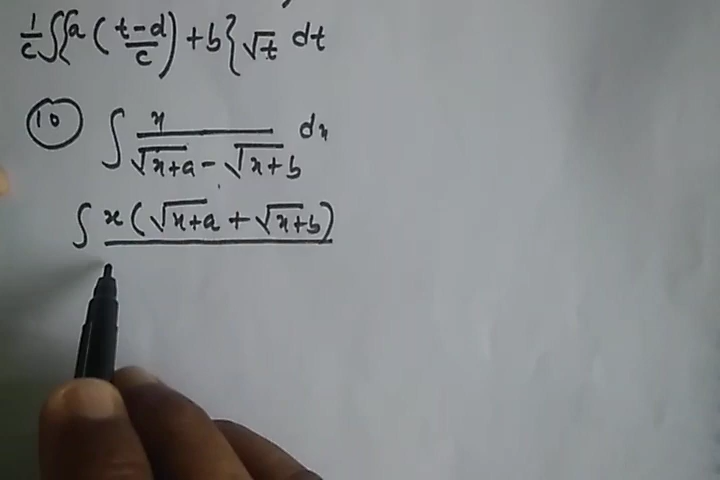 1/c ∫{a((t-d)/c) + b} √t dt
10 ∫ x/(√(x+a) - √(x+b)) dx
∫ x(√(x+a) + √(x+b))